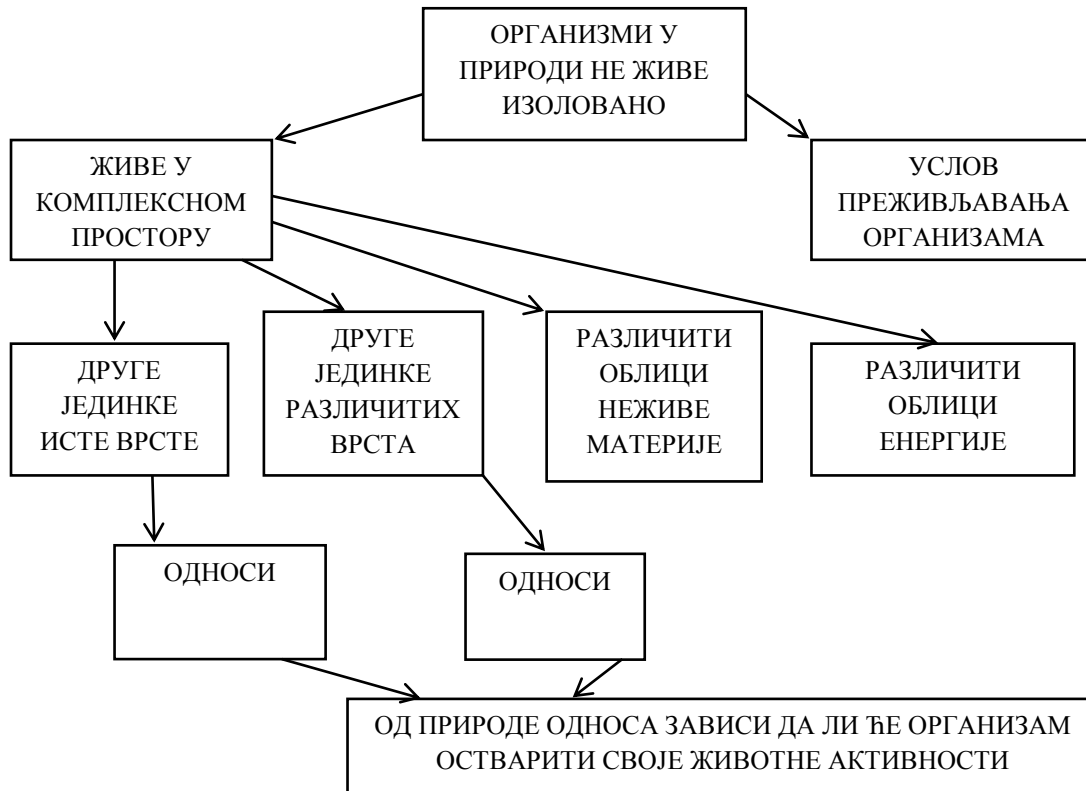 ОРГАНИЗМИ У
ПРИРОДИ НЕ ЖИВЕ
ИЗОЛОВАНО
ЖИВЕ У
КОМПЛЕКСНОМ
ПРОСТОРУ
УСЛОВ
ПРЕЖИВЉАВАЊА
ОРГАНИЗАМА
ДРУГЕ
ЈЕДИНКЕ
ИСТЕ ВРСТЕ
ДРУГЕ
ЈЕДИНКЕ
РАЗЛИЧИТИХ
ВРСТА
РАЗЛИЧИТИ
ОБЛИЦИ
НЕЖИВЕ
МАТЕРИЈЕ
РАЗЛИЧИТИ
ОБЛИЦИ
ЕНЕРГИЈЕ
ОДНОСИ
ОДНОСИ
ОД ПРИРОДЕ ОДНОСА ЗАВИСИ ДА ЛИ ЋЕ ОРГАНИЗАМ
ОСТВАРИТИ СВОЈЕ ЖИВОТНЕ АКТИВНОСТИ